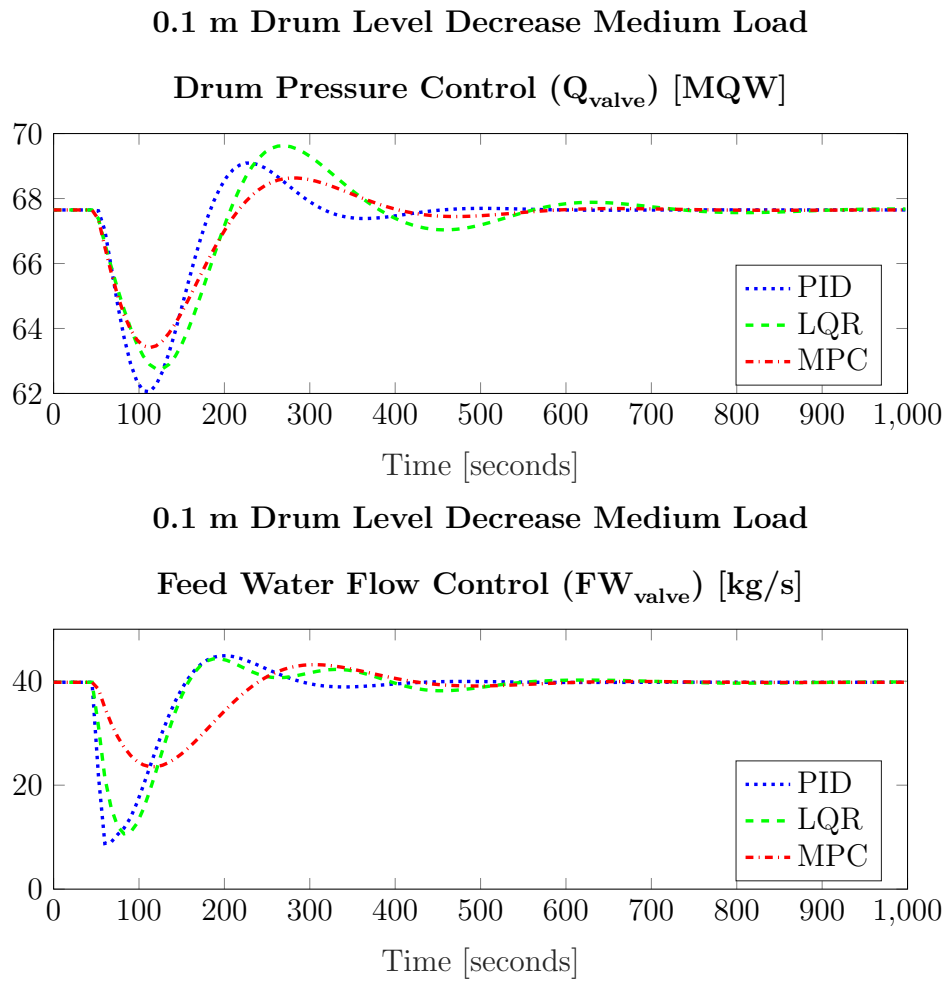 0.1 m Drum Level Decrease Medium Load
Drum Pressure Control (Q_valve) [MQW]
70
68
66
64
62
PID
LQR
MPC
0 100 200 300 400 500 600 700 800 900 1,000
Time [seconds]
0.1 m Drum Level Decrease Medium Load
Feed Water Flow Control (FW_valve) [kg/s]
40
20
0
PID
LQR
MPC
0 100 200 300 400 500 600 700 800 900 1,000
Time [seconds]